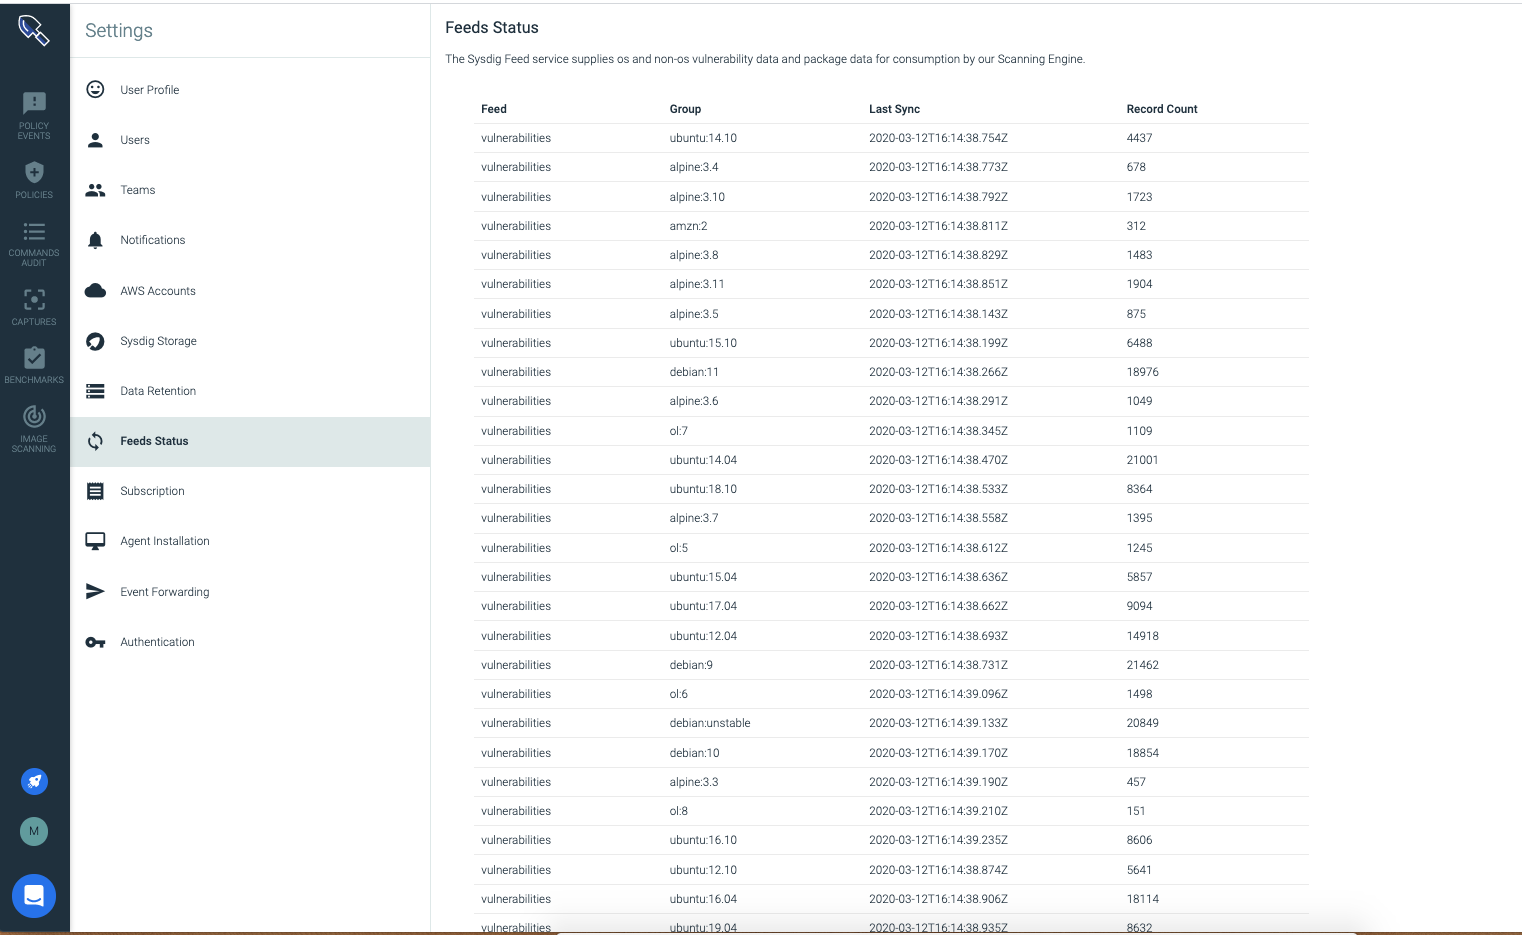 POLICY
EVENTS
POLICIES
COMMANDS
AUDIT
CAPTURES
BENCHMARKS
IMAGE
SCANNING
M
Settings
User Profile
Users
Teams
Notifications
AWS Accounts
Sysdig Storage
Data Retention
Feeds Status
Subscription
Agent Installation
Event Forwarding
Authentication
Feeds Status
The Sysdig Feed service supplies os and non-os vulnerability data and package data for consumption by our Scanning Engine.
Feed Group Last Sync Record Count
vulnerabilities ubuntu:14.10 2020-03-12T16:14:38.754Z 4437
vulnerabilities alpine:3.4 2020-03-12T16:14:38.773Z 678
vulnerabilities alpine:3.10 2020-03-12T16:14:38.792Z 1723
vulnerabilities amzn:2 2020-03-12T16:14:38.811Z 312
vulnerabilities alpine:3.8 2020-03-12T16:14:38.829Z 1483
vulnerabilities alpine:3.11 2020-03-12T16:14:38.851Z 1904
vulnerabilities alpine:3.5 2020-03-12T16:14:38.143Z 875
vulnerabilities ubuntu:15.10 2020-03-12T16:14:38.199Z 6488
vulnerabilities debian:11 2020-03-12T16:14:38.266Z 18976
vulnerabilities alpine:3.6 2020-03-12T16:14:38.291Z 1049
vulnerabilities ol:7 2020-03-12T16:14:38.345Z 1109
vulnerabilities ubuntu:14.04 2020-03-12T16:14:38.470Z 21001
vulnerabilities ubuntu:18.10 2020-03-12T16:14:38.533Z 8364
vulnerabilities alpine:3.7 2020-03-12T16:14:38.558Z 1395
vulnerabilities ol:5 2020-03-12T16:14:38.612Z 1245
vulnerabilities ubuntu:15.04 2020-03-12T16:14:38.636Z 5857
vulnerabilities ubuntu:17.04 2020-03-12T16:14:38.662Z 9094
vulnerabilities ubuntu:12.04 2020-03-12T16:14:38.693Z 14918
vulnerabilities debian:9 2020-03-12T16:14:38.731Z 21462
vulnerabilities ol:6 2020-03-12T16:14:39.096Z 1498
vulnerabilities debian:unstable 2020-03-12T16:14:39.133Z 20849
vulnerabilities debian:10 2020-03-12T16:14:39.170Z 18854
vulnerabilities alpine:3.3 2020-03-12T16:14:39.190Z 457
vulnerabilities ol:8 2020-03-12T16:14:39.210Z 151
vulnerabilities ubuntu:16.10 2020-03-12T16:14:39.235Z 8606
vulnerabilities ubuntu:12.10 2020-03-12T16:14:38.874Z 5641
vulnerabilities ubuntu:16.04 2020-03-12T16:14:38.906Z 18114
vulnerabilities ubuntu:19.04 2020-03-12T16:14:38.935Z 8632